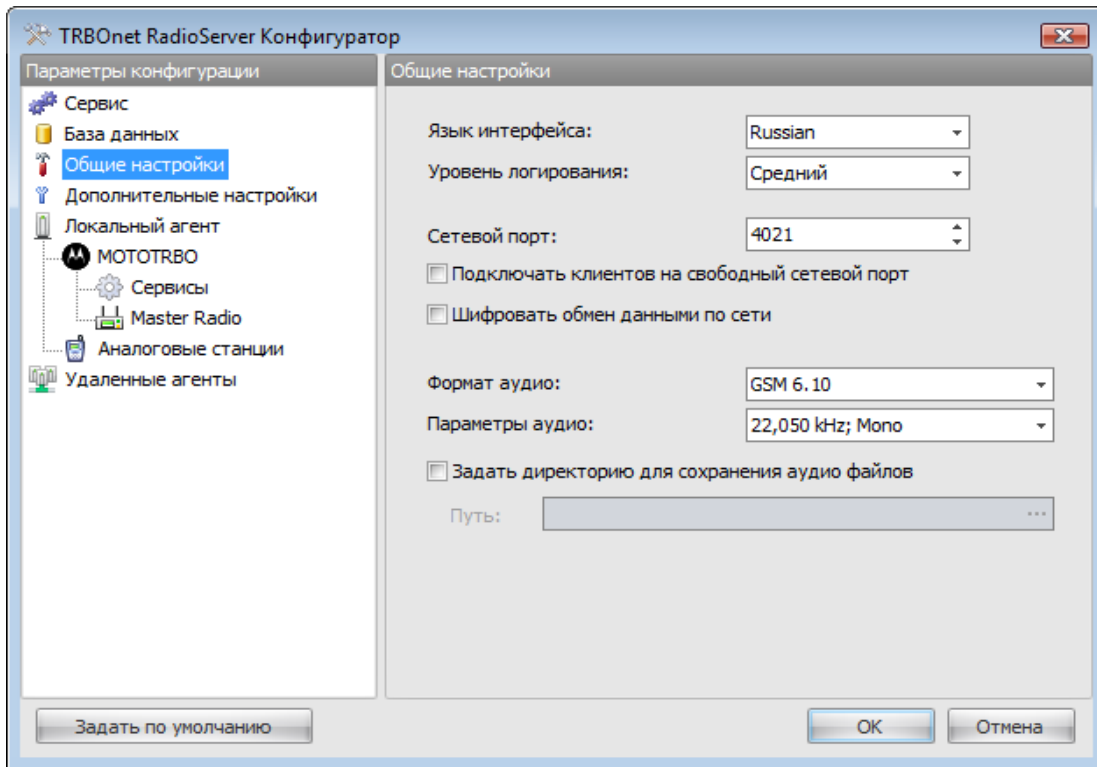 TRBOnet RadioServer Конфигуратор
Параметры конфигурации
Сервис
База данных
Общие настройки
Дополнительные настройки
Локальный агент
MOTOTRBO
Сервисы
Master Radio
Аналоговые станции
Удаленные агенты
Общие настройки
Язык интерфейса: Russian
Уровень логирования: Средний
Сетевой порт: 4021
Подключать клиентов на свободный сетевой порт
Шифровать обмен данными по сети
Формат аудио: GSM 6.10
Параметры аудио: 22,050 kHz; Mono
Задать директорию для сохранения аудио файлов
Путь: ...
Задать по умолчанию OK Отмена